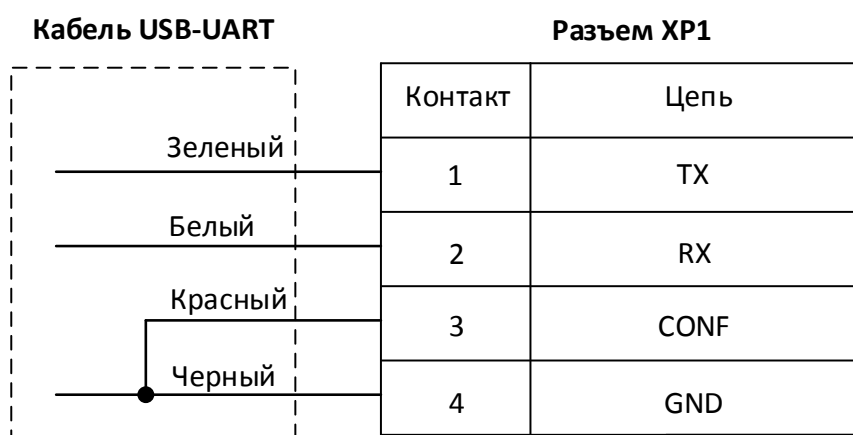 Кабель USB-UART
Разъем XP1
Контакт Цепь
Зеленый 1 TX
Белый 2 RX
Красный 3 CONF
Черный 4 GND